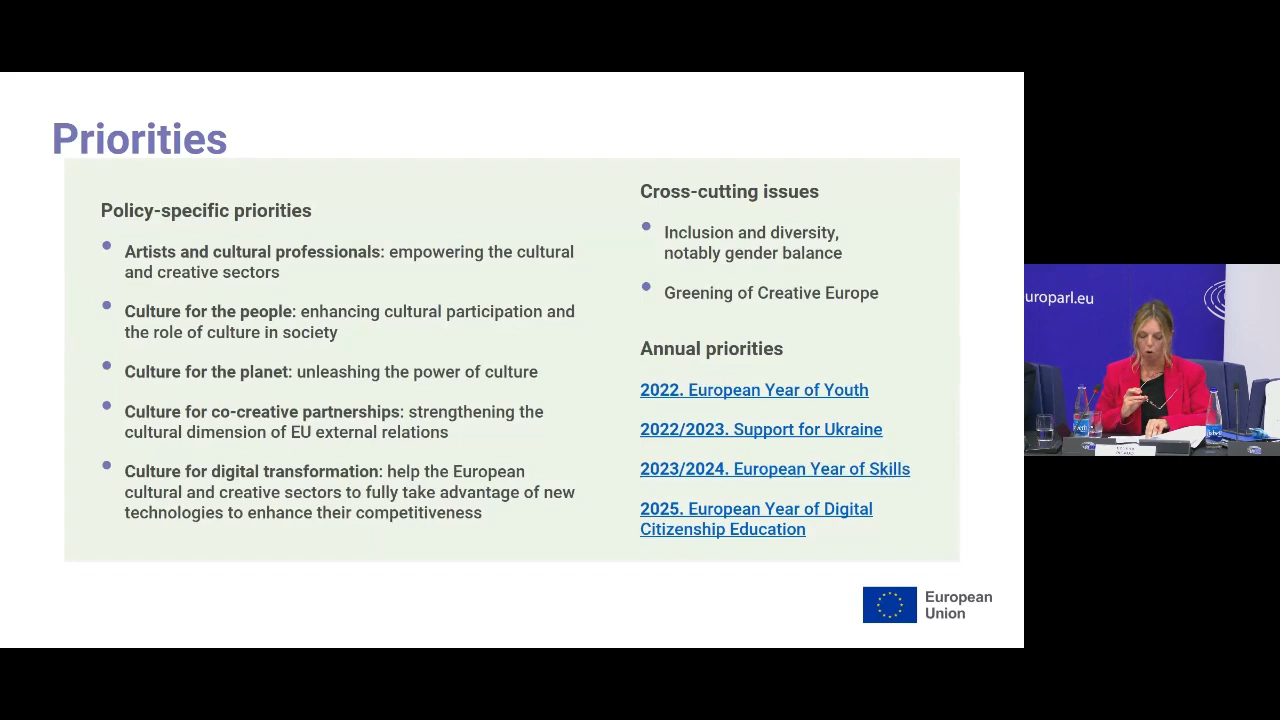 Priorities
Policy-specific priorities
Artists and cultural professionals: empowering the cultural
and creative sectors
Culture for the people: enhancing cultural participation and
the role of culture in society
Culture for the planet: unleashing the power of culture
Culture for co-creative partnerships: strengthening the
cultural dimension of EU external relations
Culture for digital transformation: help the European
cultural and creative sectors to fully take advantage of new
technologies to enhance their competitiveness
Cross-cutting issues
Inclusion and diversity,
notably gender balance
Greening of Creative Europe
Annual priorities
2022. European Year of Youth
2022/2023. Support for Ukraine
2023/2024. European Year of Skills
2025. European Year of Digital
Citizenship Education
European
Union
uroparl.eu